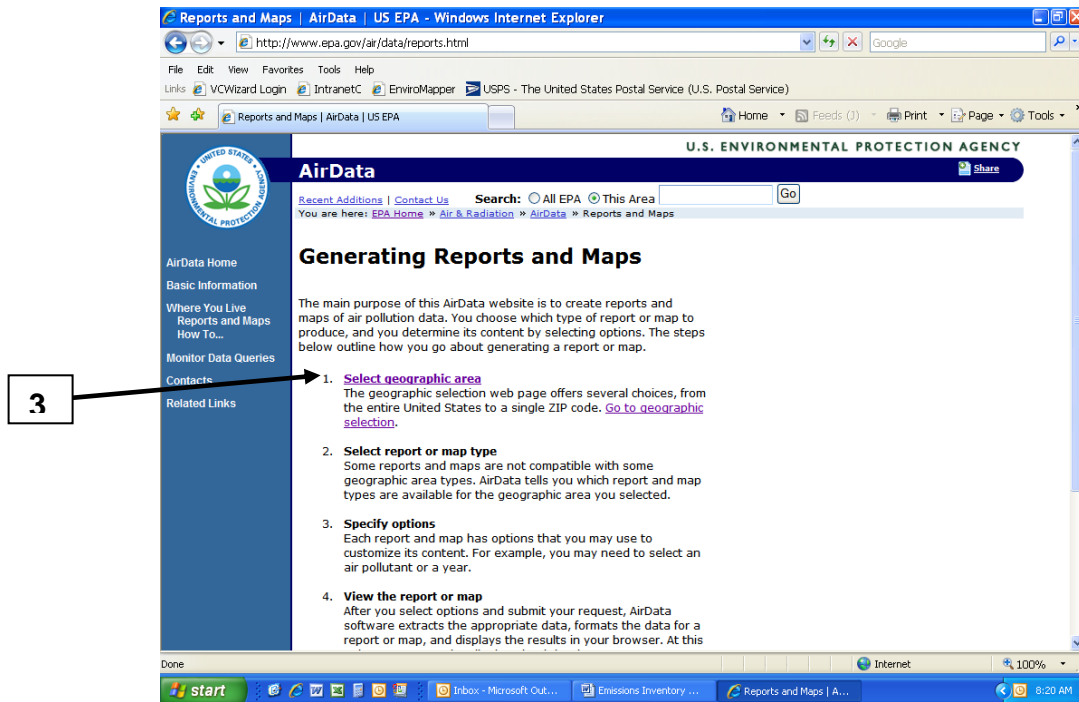 Reports and Maps | AirData | US EPA - Windows Internet Explorer
http://www.epa.gov/air/data/reports.html
Google
File Edit View Favorites Tools Help
Links VCWizard Login IntranetC EnviroMapper USPS - The United States Postal Service (U.S. Postal Service)
Reports and Maps | AirData | US EPA
Home Feeds (J) Print Page Tools
U.S. ENVIRONMENTAL PROTECTION AGENCY
UNITED STATES ENVIRONMENTAL PROTECTION AGENCY
AirData
Share
Recent Additions | Contact Us Search: All EPA This Area Go
You are here: EPA Home » Air & Radiation » AirData » Reports and Maps
AirData Home
Basic Information
Where You Live
Reports and Maps
How To...
Monitor Data Queries
Contacts
Related Links
3
Generating Reports and Maps
The main purpose of this AirData website is to create reports and
maps of air pollution data. You choose which type of report or map to
produce, and you determine its content by selecting options. The steps
below outline how you go about generating a report or map.
1. Select geographic area
The geographic selection web page offers several choices, from
the entire United States to a single ZIP code. Go to geographic
selection.
2. Select report or map type
Some reports and maps are not compatible with some
geographic area types. AirData tells you which report and map
types are available for the geographic area you selected.
3. Specify options
Each report and map has options that you may use to
customize its content. For example, you may need to select an
air pollutant or a year.
4. View the report or map
After you select options and submit your request, AirData
software extracts the appropriate data, formats the data for a
report or map, and displays the results in your browser. At this
Done Internet 100%
start Inbox - Microsoft Out... Emissions Inventory ... Reports and Maps | A... 8:20 AM